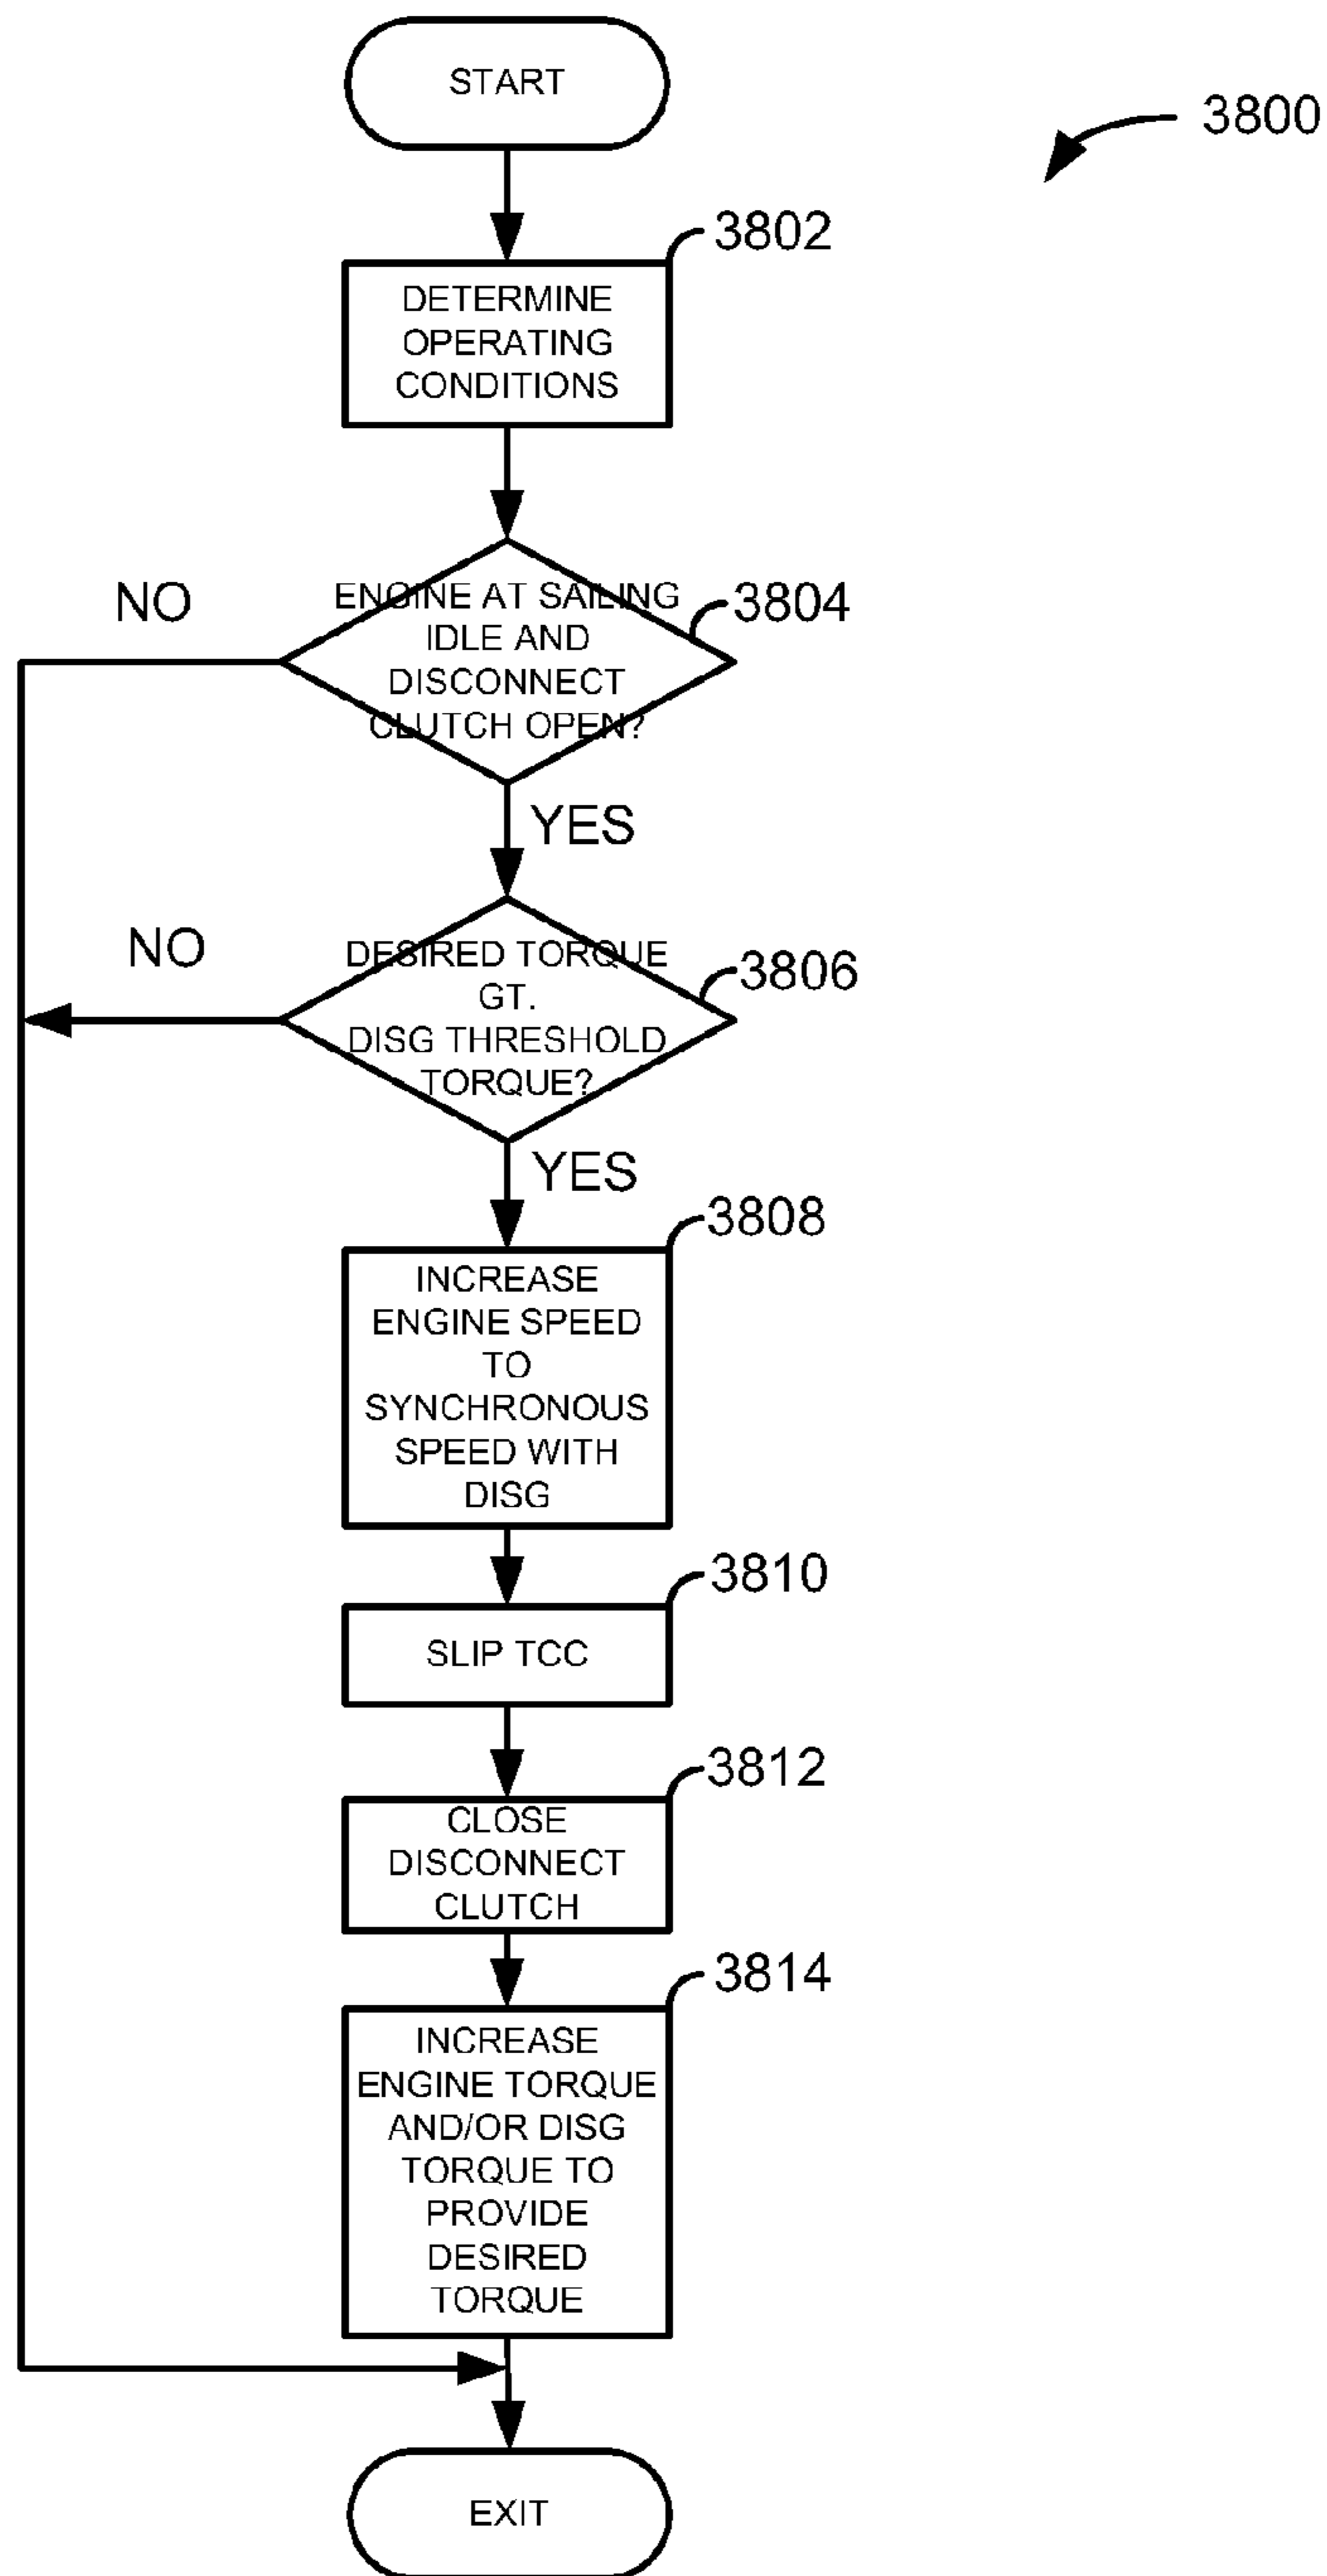 START
3800
3802
DETERMINE
OPERATING
CONDITIONS
NO
ENGINE AT SAILING
IDLE AND
DISCONNECT
CLUTCH OPEN?
3804
YES
NO
DESIRED TORQUE
GT.
DISG THRESHOLD
TORQUE?
3806
YES
3808
INCREASE
ENGINE SPEED
TO
SYNCHRONOUS
SPEED WITH
DISG
3810
SLIP TCC
3812
CLOSE
DISCONNECT
CLUTCH
3814
INCREASE
ENGINE TORQUE
AND/OR DISG
TORQUE TO
PROVIDE
DESIRED
TORQUE
EXIT